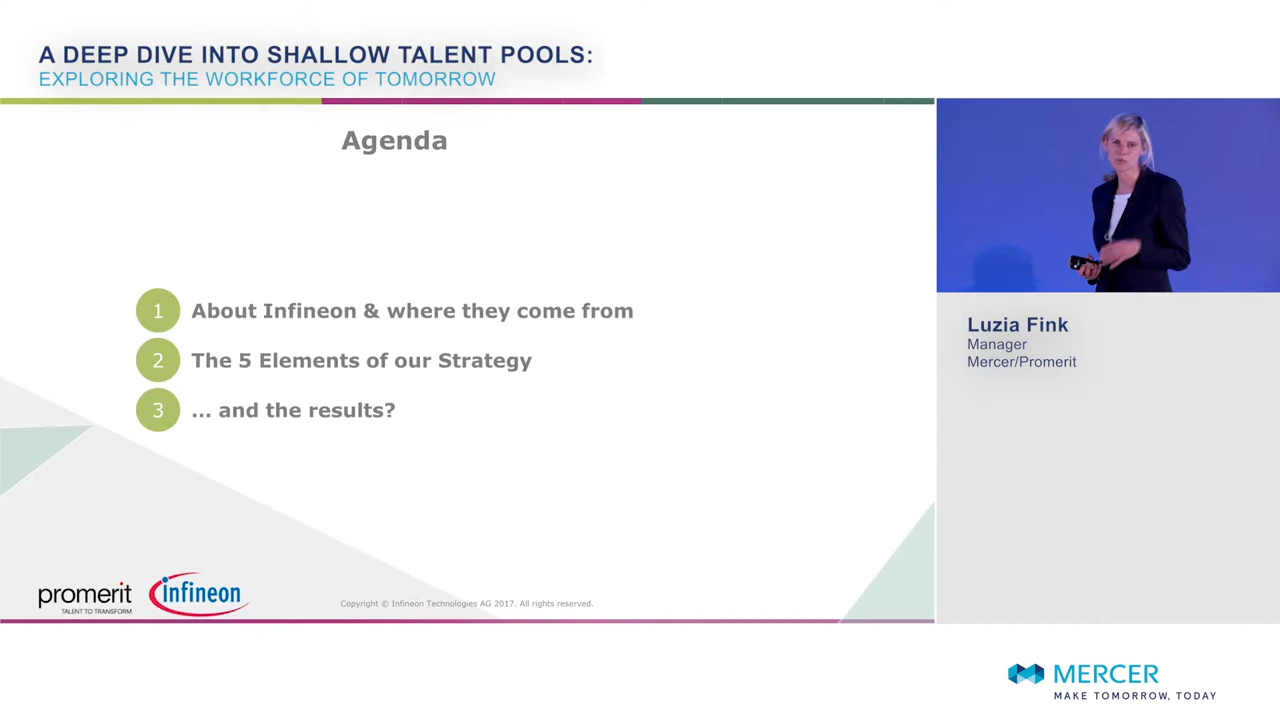 A DEEP DIVE INTO SHALLOW TALENT POOLS:
EXPLORING THE WORKFORCE OF TOMORROW
Agenda
1 About Infineon & where they come from
2 The 5 Elements of our Strategy
3 ... and the results?
Luzia Fink
Manager
Mercer/Promerit
promerit
TALENT TO TRANSFORM
infineon
Copyright © Infineon Technologies AG 2017. All rights reserved.
MERCER
MAKE TOMORROW, TODAY